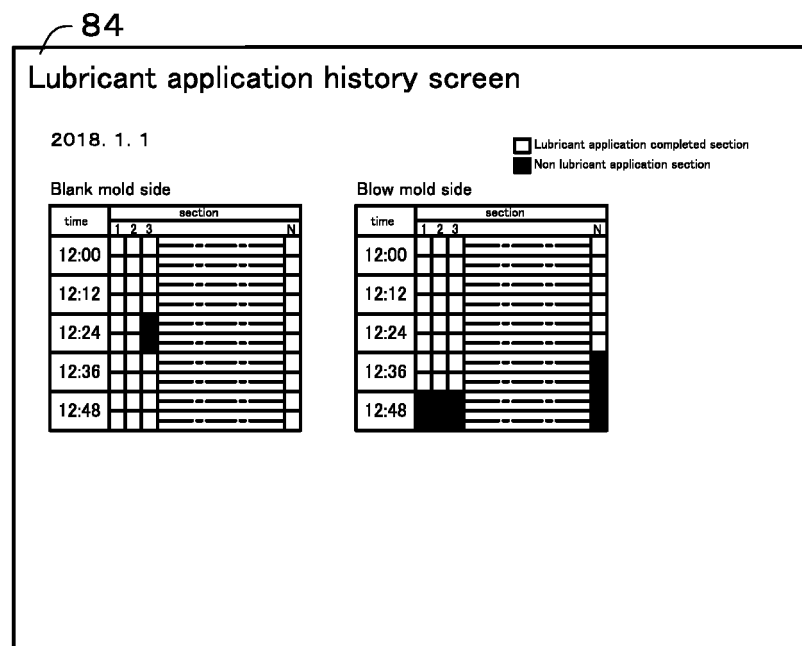 84
Lubricant application history screen
2018. 1. 1
Lubricant application completed section
Non lubricant application section
Blank mold side
time section
1 2 3 N
12:00
12:12
12:24
12:36
12:48
Blow mold side
time section
1 2 3 N
12:00
12:12
12:24
12:36
12:48